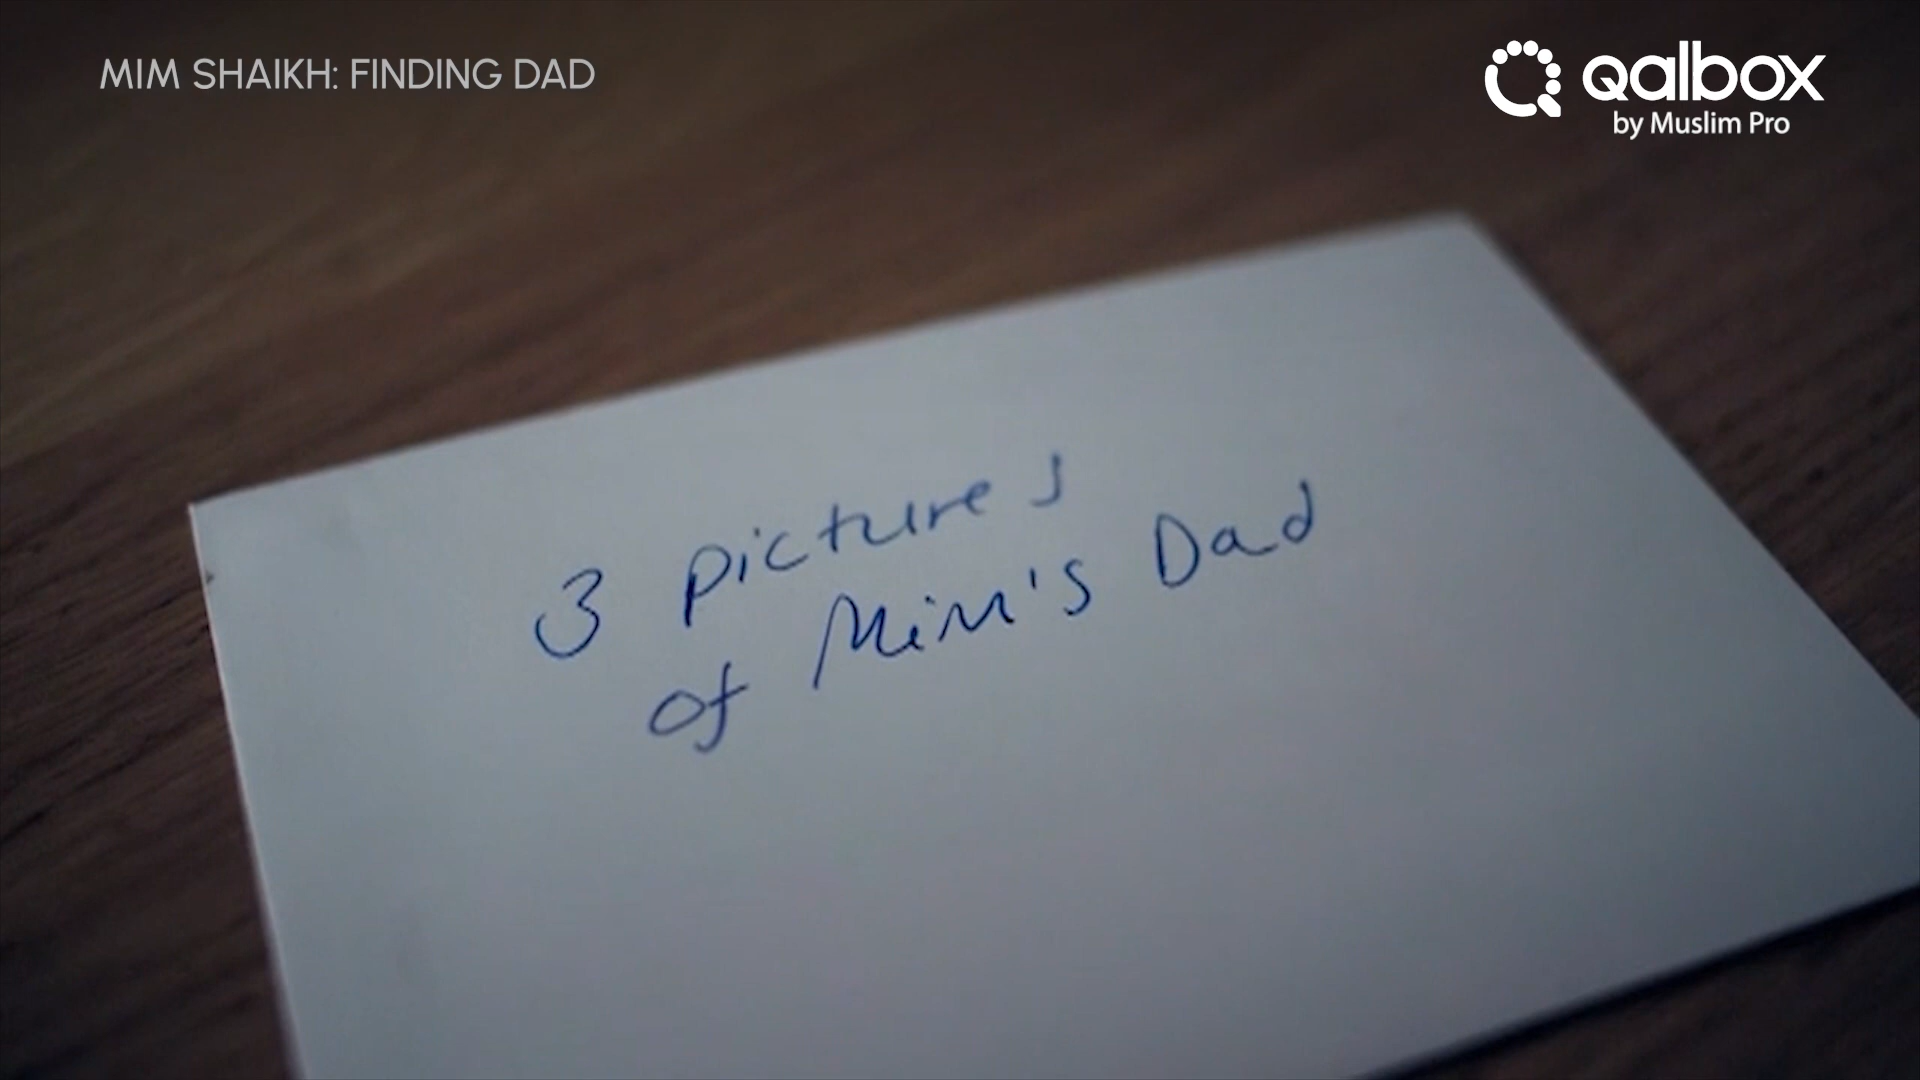 MIM SHAIKH: FINDING DAD
Qalbox
by Muslim Pro
3 pictures
of Mim's Dad